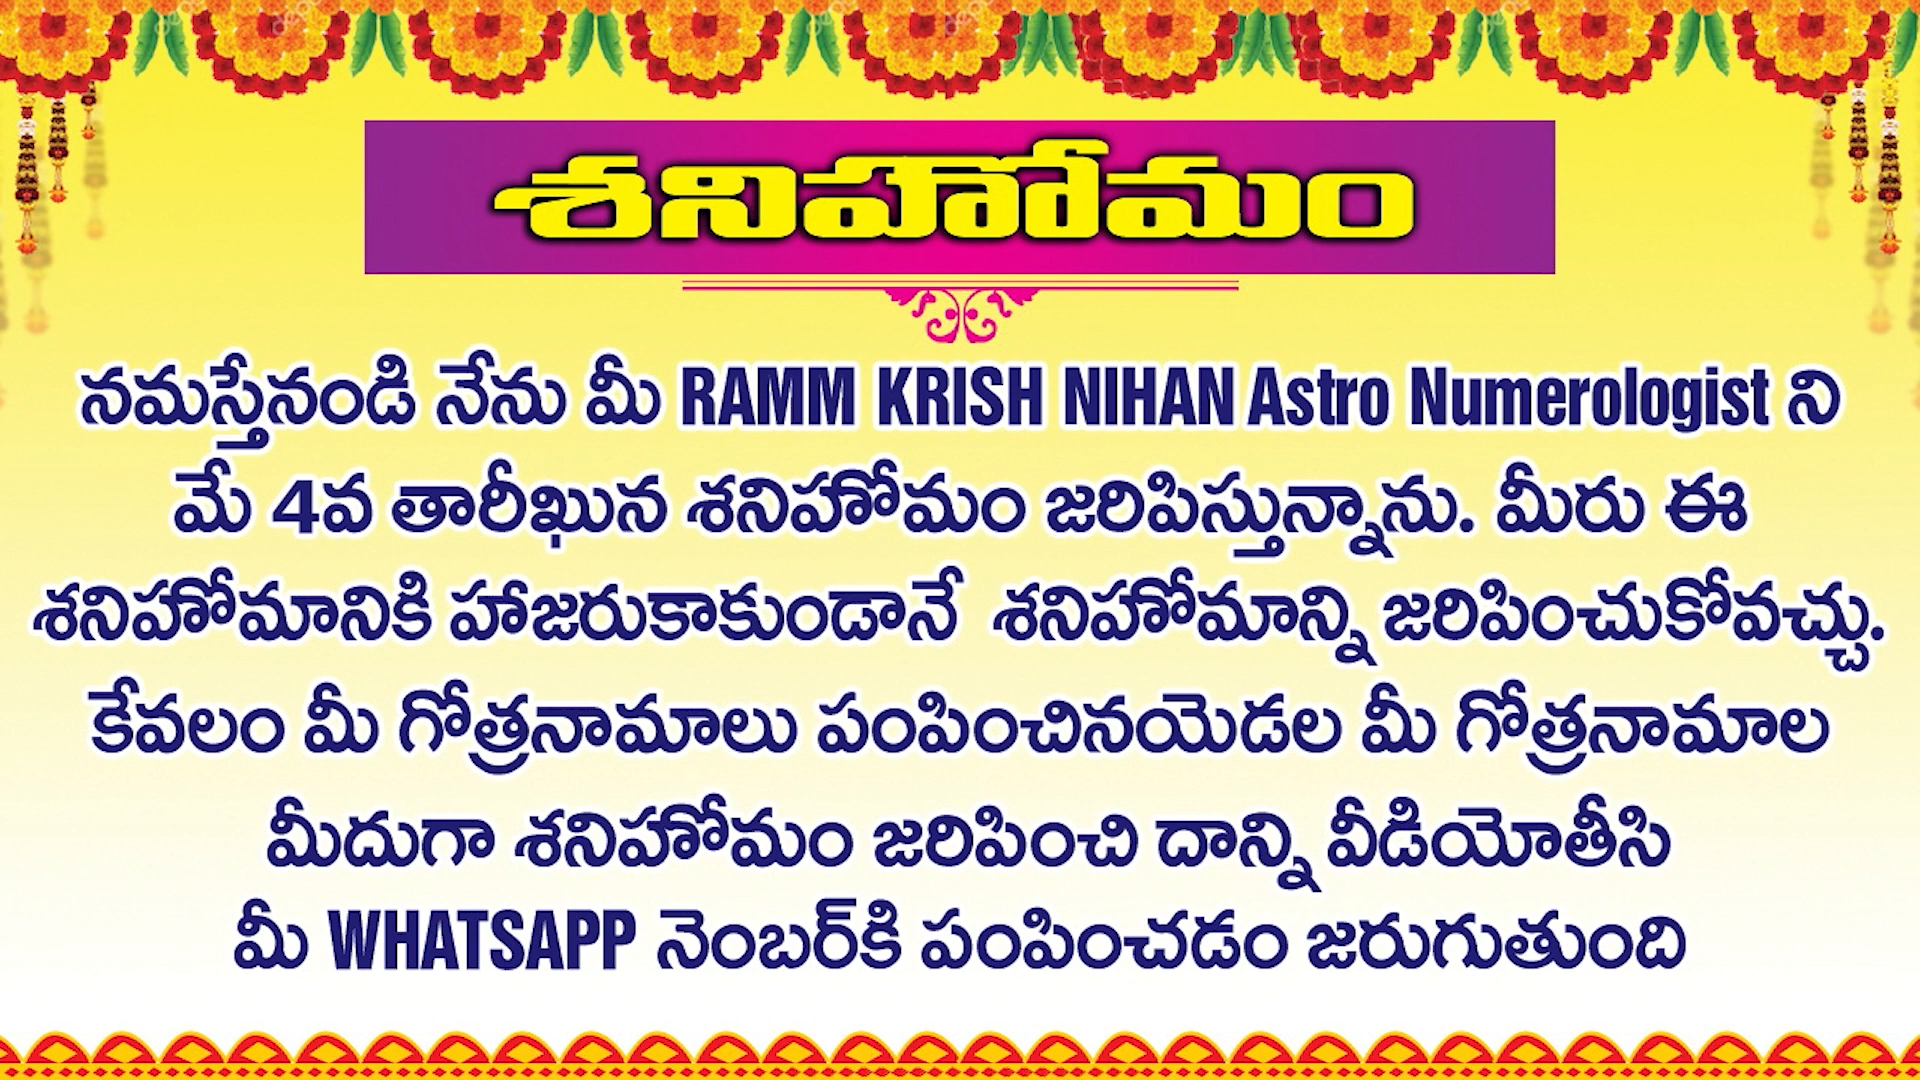 శనిహోమం
నమస్తేనండి నేను మీ RAMM KRISH NIHAN Astro Numerologist ని
మే 4వ తారీఖున శనిహోమం జరిపిస్తున్నాను. మీరు ఈ
శనిహోమానికి హాజరుకాకుండానే శనిహోమాన్ని జరిపించుకోవచ్చు.
కేవలం మీ గోత్రనామాలు పంపించినయెడల మీ గోత్రనామాల
మీదుగా శనిహోమం జరిపించి దాన్ని వీడియోతీసి
మీ WHATSAPP నెంబర్‌కి పంపించడం జరుగుతుంది